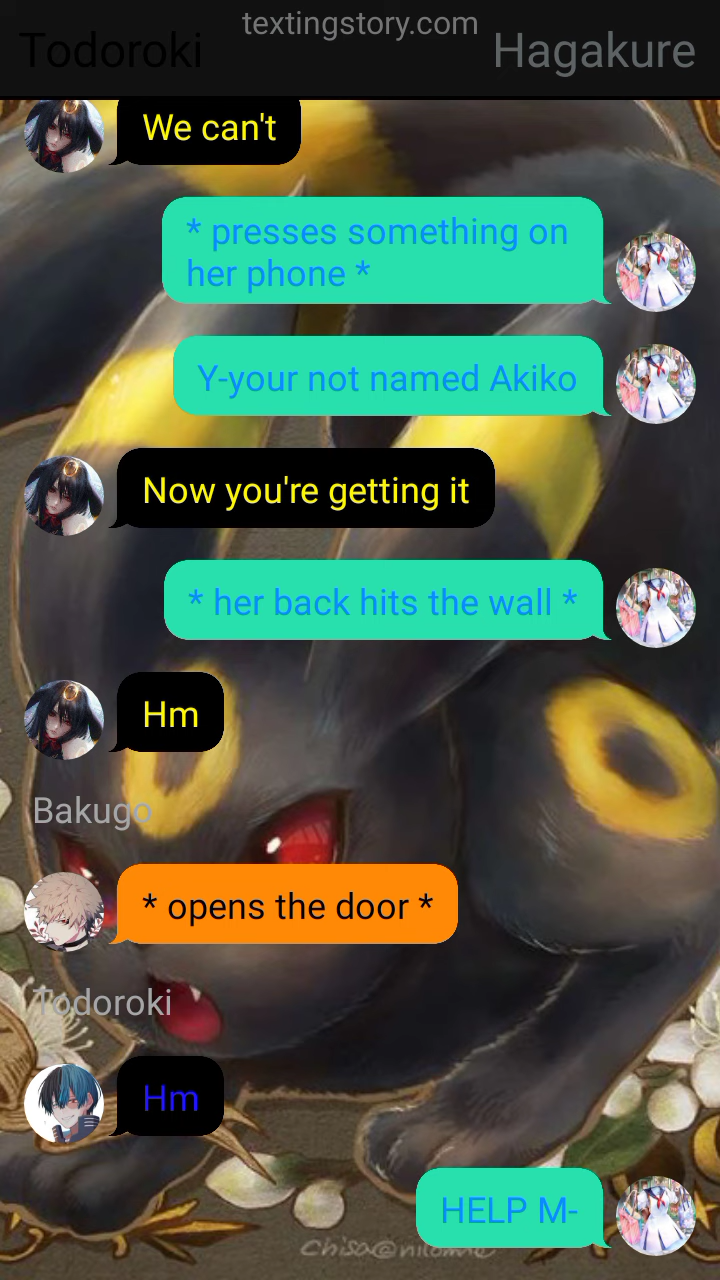 textingstory.com
Todoroki
Hagakure
We can't
* presses something on
her phone *
Y-your not named Akiko
Now you're getting it
* her back hits the wall *
Hm
Bakugo
* opens the door *
Todoroki
Hm
HELP M-